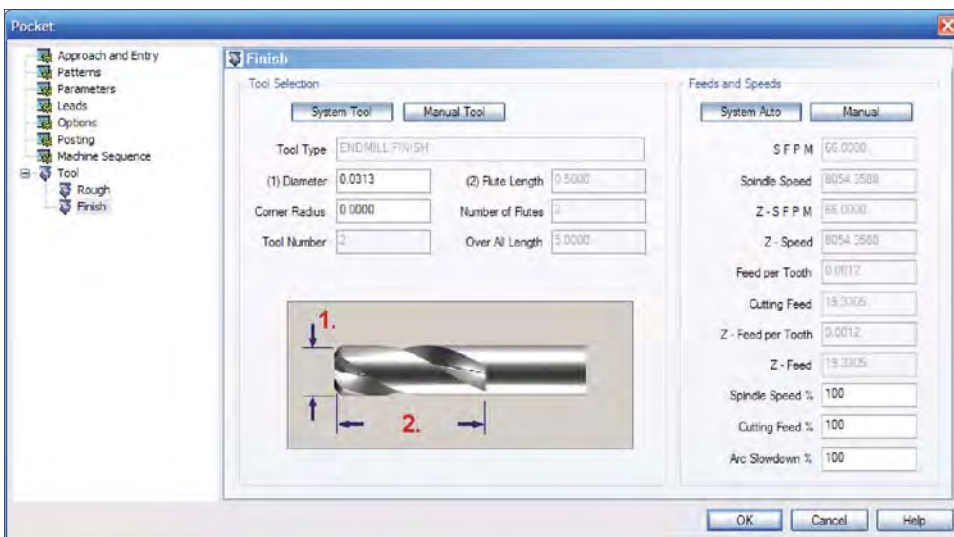 Pocket
Approach and Entry
Patterns
Parameters
Leads
Options
Posting
Machine Sequence
Tool
Rough
Finish
Finish
Tool Selection
System Tool Manual Tool
Tool Type ENDMILL FINISH
(1) Diameter 0.0313 (2) Flute Length 0.5000
Corner Radius 0.0000 Number of Flutes 2
Tool Number 2 Over All Length 5.0000
1.
2.
Feeds and Speeds
System Auto Manual
S F P M 66.0000
Spindle Speed 8054.3588
Z - S F P M 66.0000
Z - Speed 8054.3588
Feed per Tooth 0.0012
Cutting Feed 19.3305
Z - Feed per Tooth 0.0012
Z - Feed 19.3305
Spindle Speed % 100
Cutting Feed % 100
Arc Slowdown % 100
OK Cancel Help